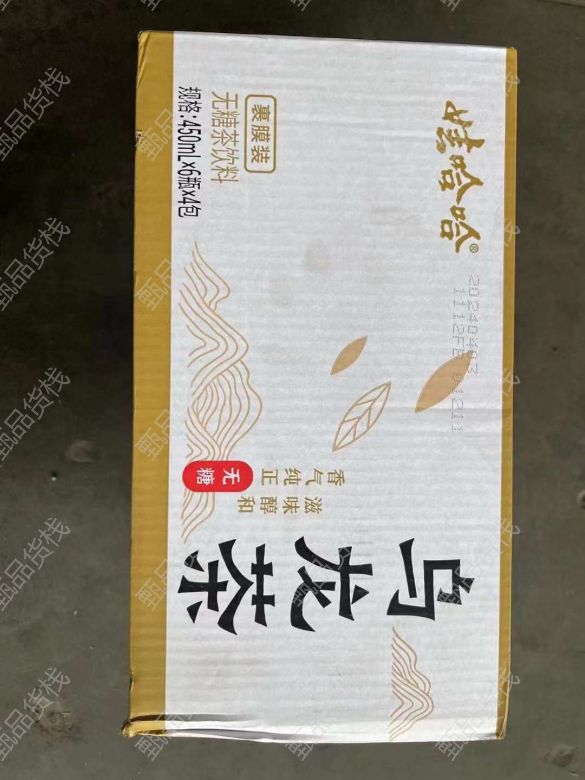 娃哈哈®
20240403
裹膜装
无糖茶饮料
规格:450mL×6瓶×4包
乌龙茶
滋味醇和
香气纯正
无糖
甄品货栈